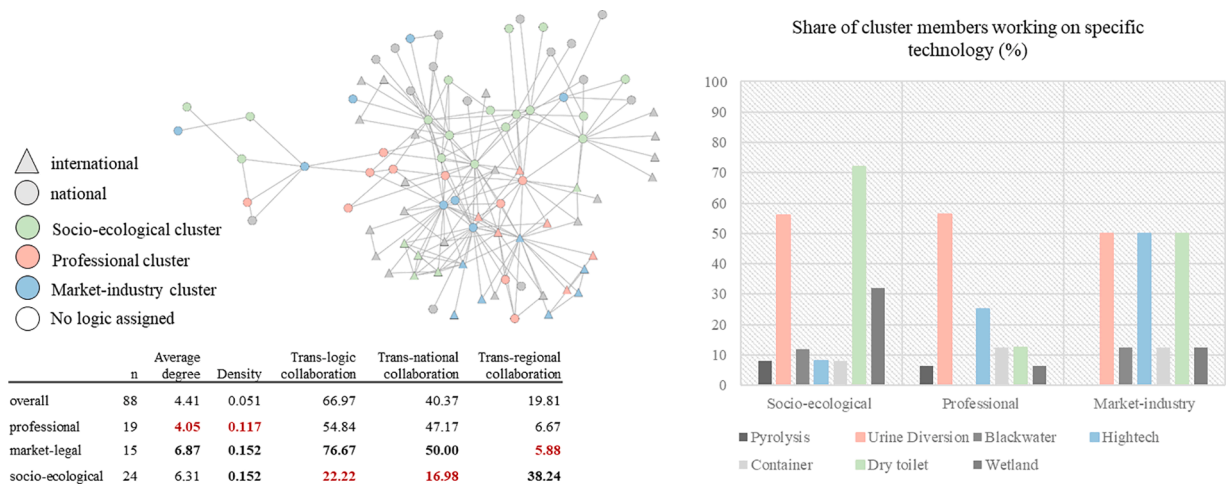 international
national
Socio-ecological cluster
Professional cluster
Market-industry cluster
No logic assigned
n Average degree Density Trans-logic collaboration Trans-national collaboration Trans-regional collaboration
overall 88 4.41 0.051 66.97 40.37 19.81
professional 19 4.05 0.117 54.84 47.17 6.67
market-legal 15 6.87 0.152 76.67 50.00 5.88
socio-ecological 24 6.31 0.152 22.22 16.98 38.24
Share of cluster members working on specific
technology (%)
100
90
80
70
60
50
40
30
20
10
0
Socio-ecological Professional Market-industry
Pyrolysis Urine Diversion Blackwater Hightech
Container Dry toilet Wetland